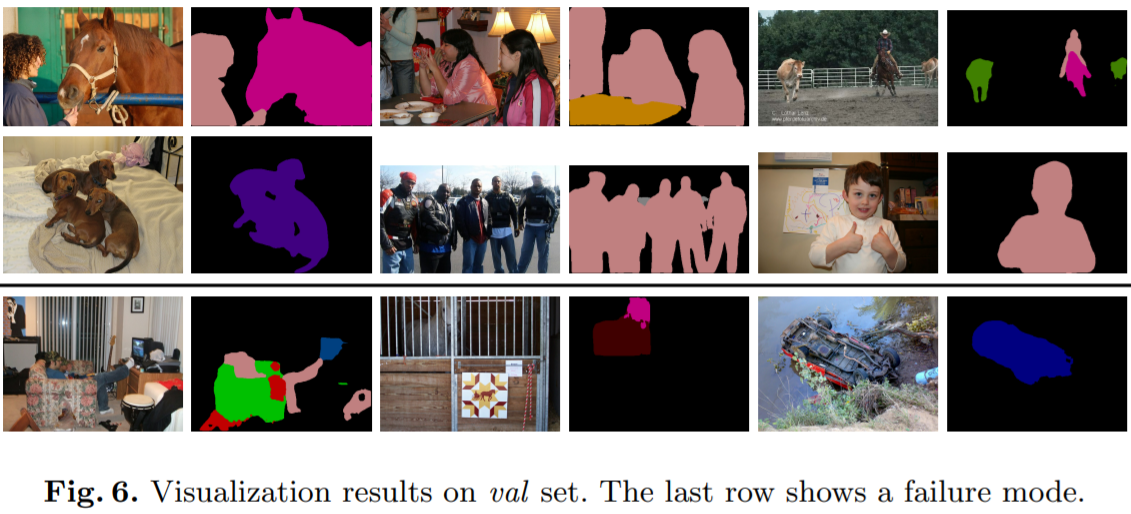 Fig. 6. Visualization results on val set. The last row shows a failure mode.